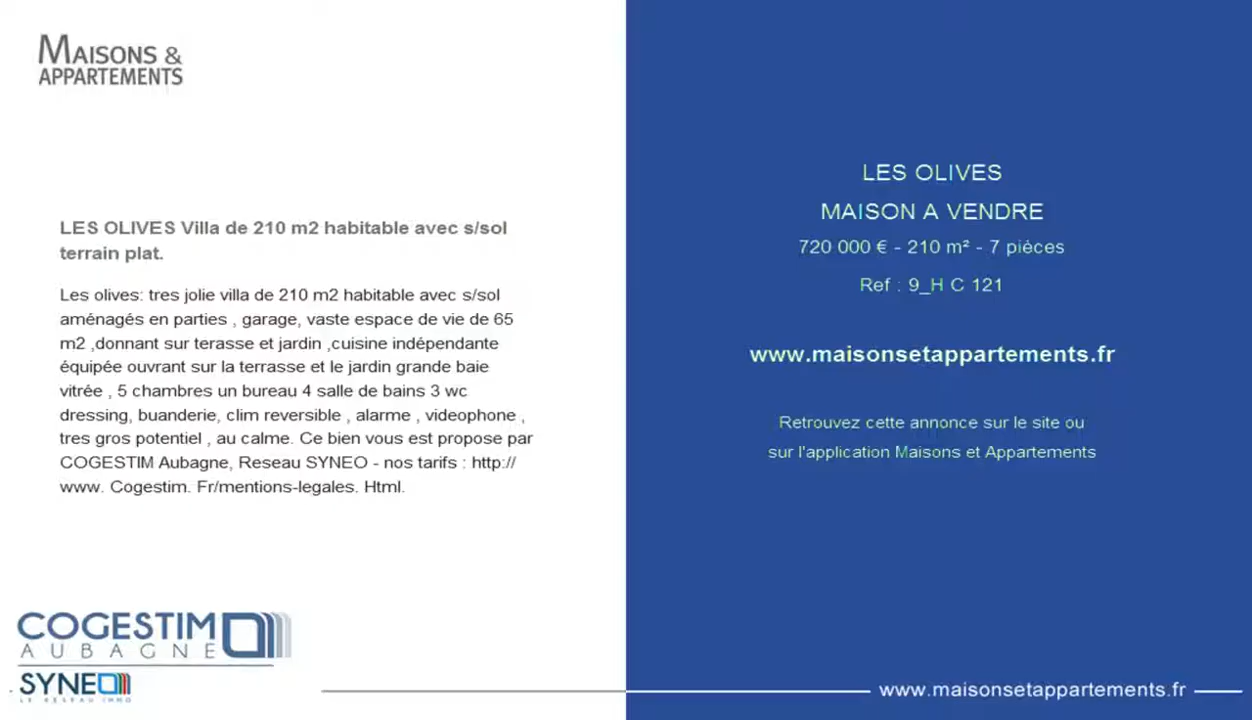 MAISONS &
APPARTEMENTS
LES OLIVES Villa de 210 m2 habitable avec s/sol
terrain plat.
Les olives: tres jolie villa de 210 m2 habitable avec s/sol
aménagés en parties , garage, vaste espace de vie de 65
m2 ,donnant sur terasse et jardin ,cuisine indépendante
équipée ouvrant sur la terrasse et le jardin grande baie
vitrée , 5 chambres un bureau 4 salle de bains 3 wc
dressing, buanderie, clim reversible , alarme , videophone ,
tres gros potentiel , au calme. Ce bien vous est propose par
COGESTIM Aubagne, Reseau SYNEO - nos tarifs : http://
www. Cogestim. Fr/mentions-legales. Html.
COGESTIM
AUBAGNE
SYNEO
LE RÉSEAU IMMO
LES OLIVES
MAISON A VENDRE
720 000 € - 210 m² - 7 pièces
Ref : 9_H C 121
www.maisonsetappartements.fr
Retrouvez cette annonce sur le site ou
sur l'application Maisons et Appartements
www.maisonsetappartements.fr